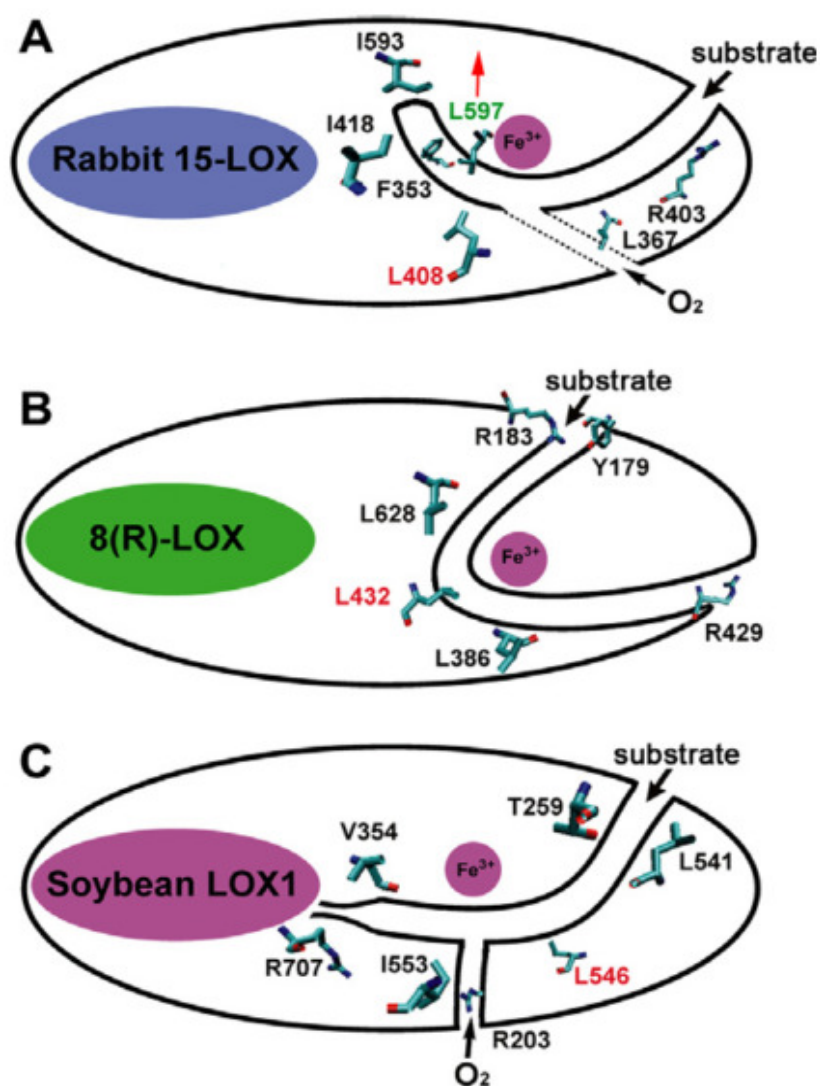 A
I593
substrate
L597
I418
Fe³⁺
Rabbit 15-LOX
F353
R403
L367
L408
O₂
B
substrate
R183
Y179
L628
8(R)-LOX
Fe³⁺
L432
R429
L386
C
substrate
T259
V354
L541
Fe³⁺
Soybean LOX1
R707
I553
L546
R203
O₂